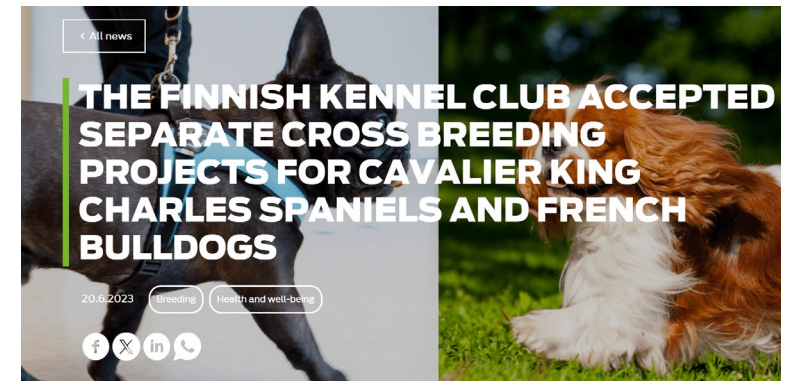 < All news
THE FINNISH KENNEL CLUB ACCEPTED
SEPARATE CROSS BREEDING
PROJECTS FOR CAVALIER KING
CHARLES SPANIELS AND FRENCH
BULLDOGS
20.6.2023 Breeding Health and well-being